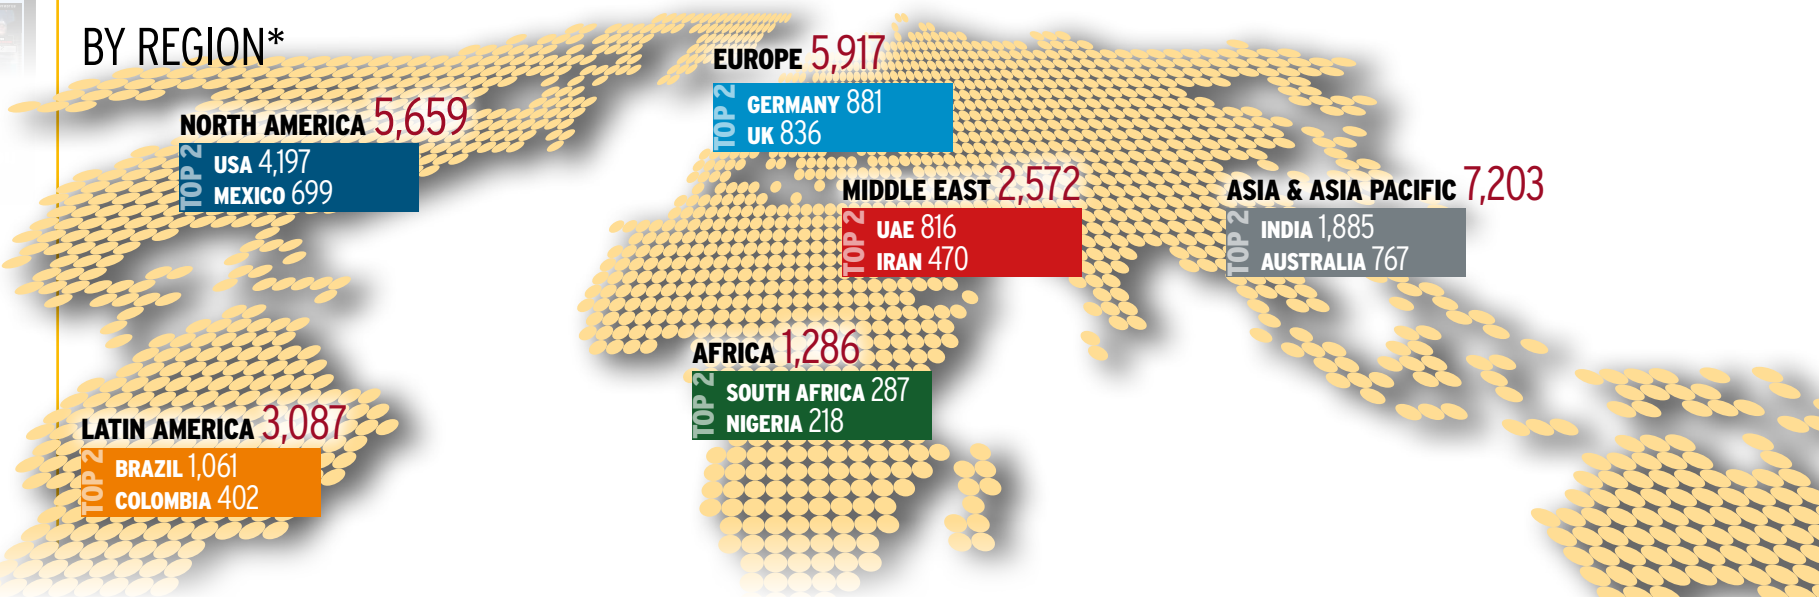 BY REGION*
NORTH AMERICA 5,659
TOP 2
USA 4,197
MEXICO 699
EUROPE 5,917
TOP 2
GERMANY 881
UK 836
MIDDLE EAST 2,572
TOP 2
UAE 816
IRAN 470
ASIA & ASIA PACIFIC 7,203
TOP 2
INDIA 1,885
AUSTRALIA 767
AFRICA 1,286
TOP 2
SOUTH AFRICA 287
NIGERIA 218
LATIN AMERICA 3,087
TOP 2
BRAZIL 1,061
COLOMBIA 402